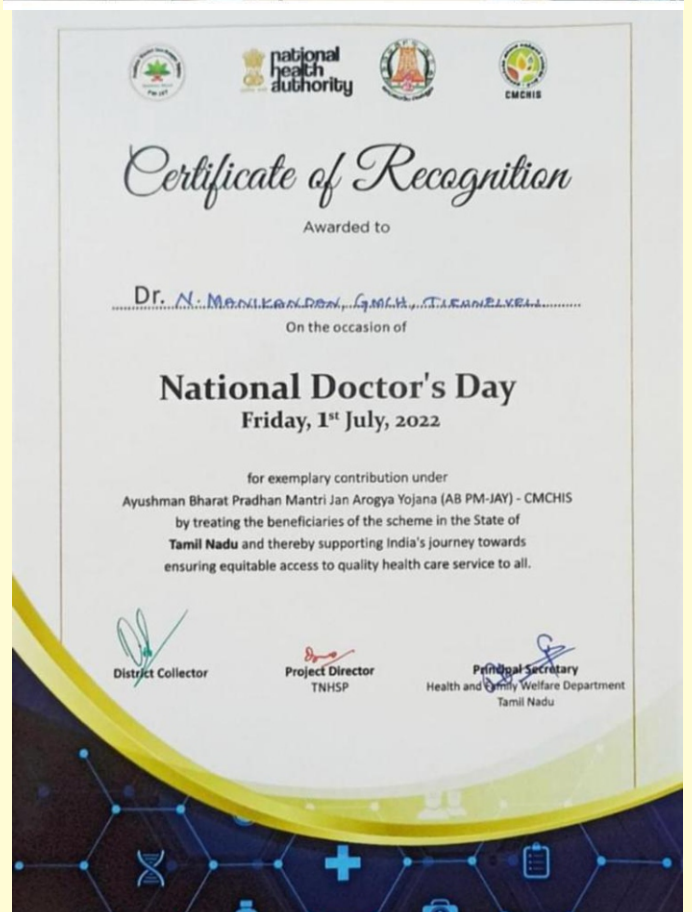 PM-JAY
national
health
authority
CMCHIS
Certificate of Recognition
Awarded to
Dr. N. MANIKANDAN, GMCH, TIRUNELVELI
On the occasion of
National Doctor's Day
Friday, 1st July, 2022
for exemplary contribution under
Ayushman Bharat Pradhan Mantri Jan Arogya Yojana (AB PM-JAY) - CMCHIS
by treating the beneficiaries of the scheme in the State of
Tamil Nadu and thereby supporting India's journey towards
ensuring equitable access to quality health care service to all.
District Collector
Project Director
TNHSP
Principal Secretary
Health and Family Welfare Department
Tamil Nadu